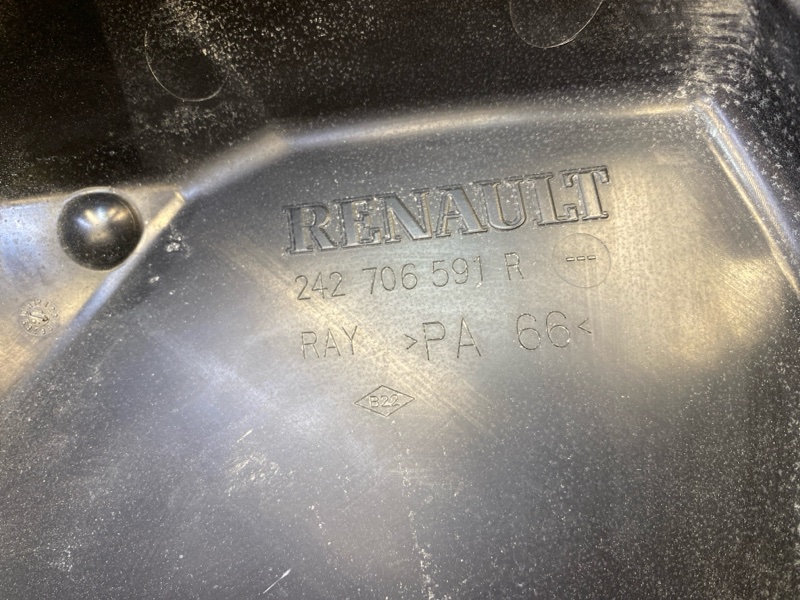 RENAULT
242 706 591 R ---
RAY >PA 66<
B22